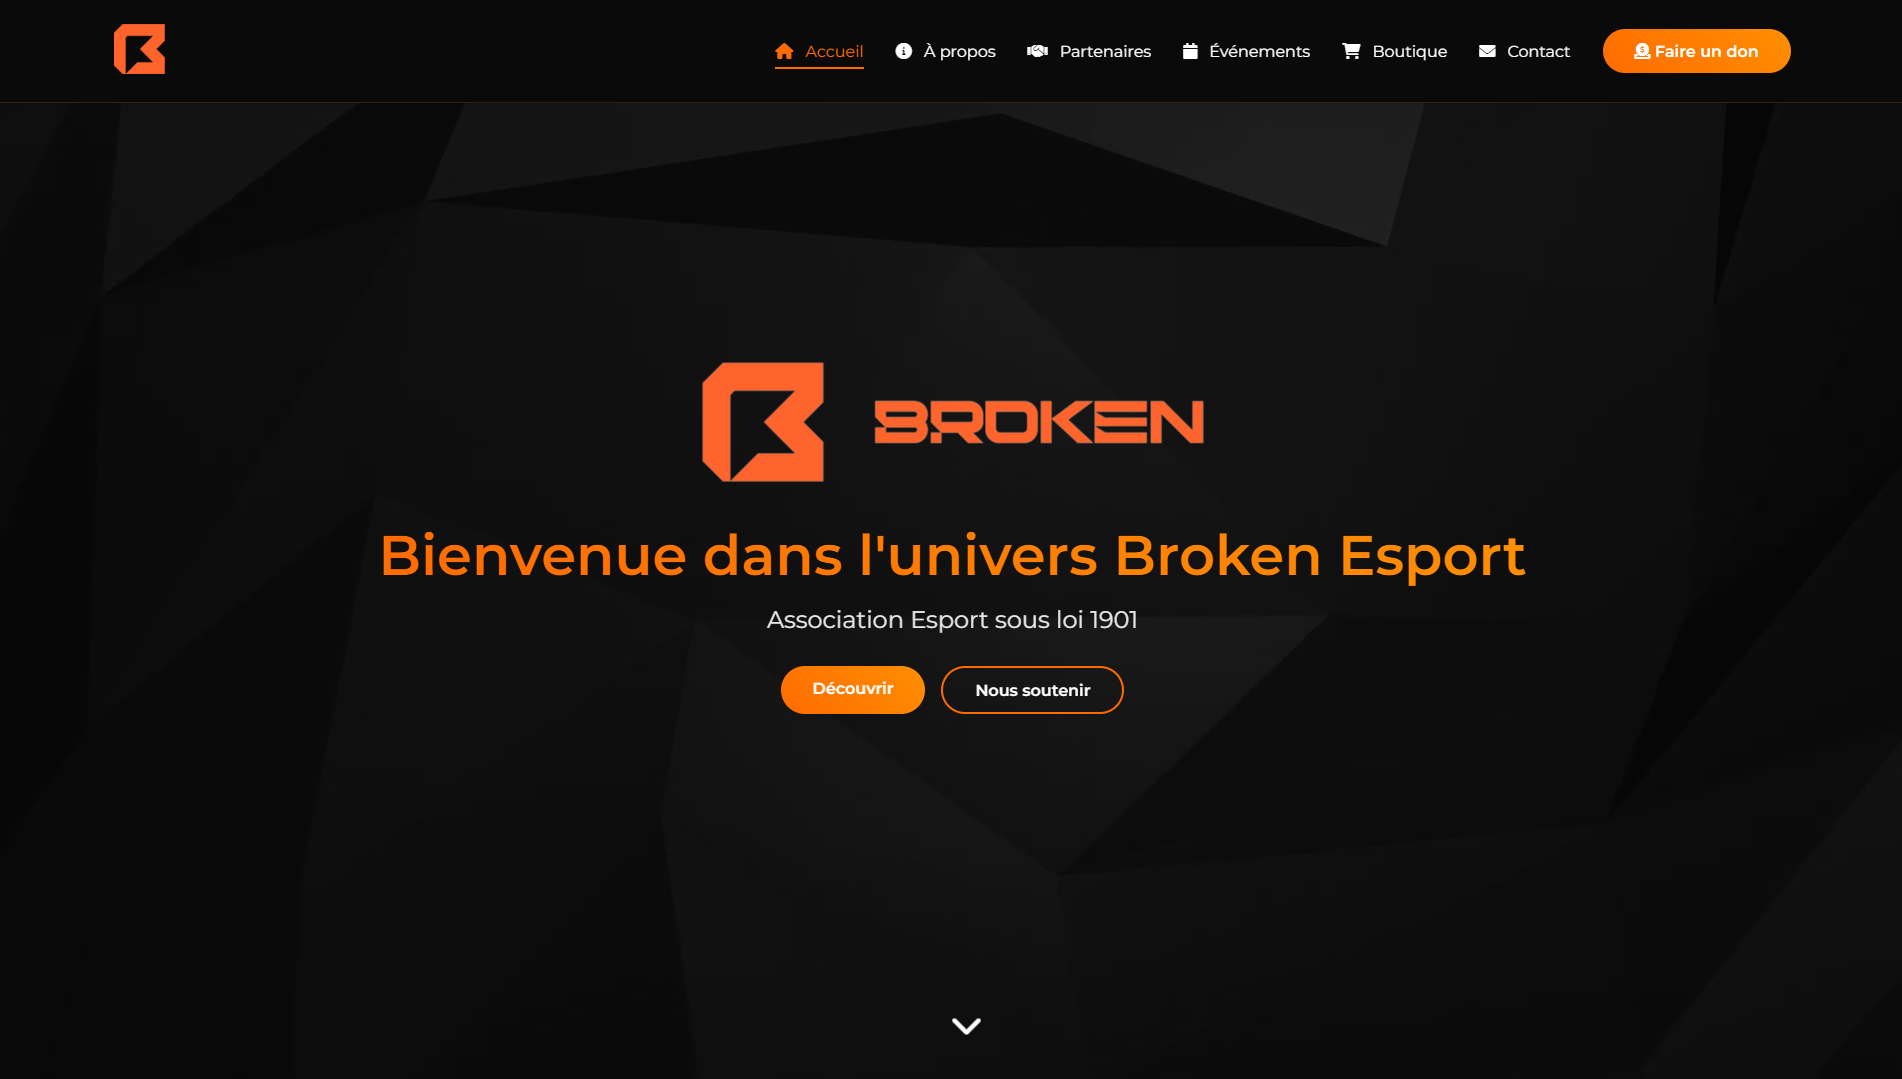 Accueil À propos Partenaires Événements Boutique Contact Faire un don
BROKEN
Bienvenue dans l'univers Broken Esport
Association Esport sous loi 1901
Découvrir Nous soutenir